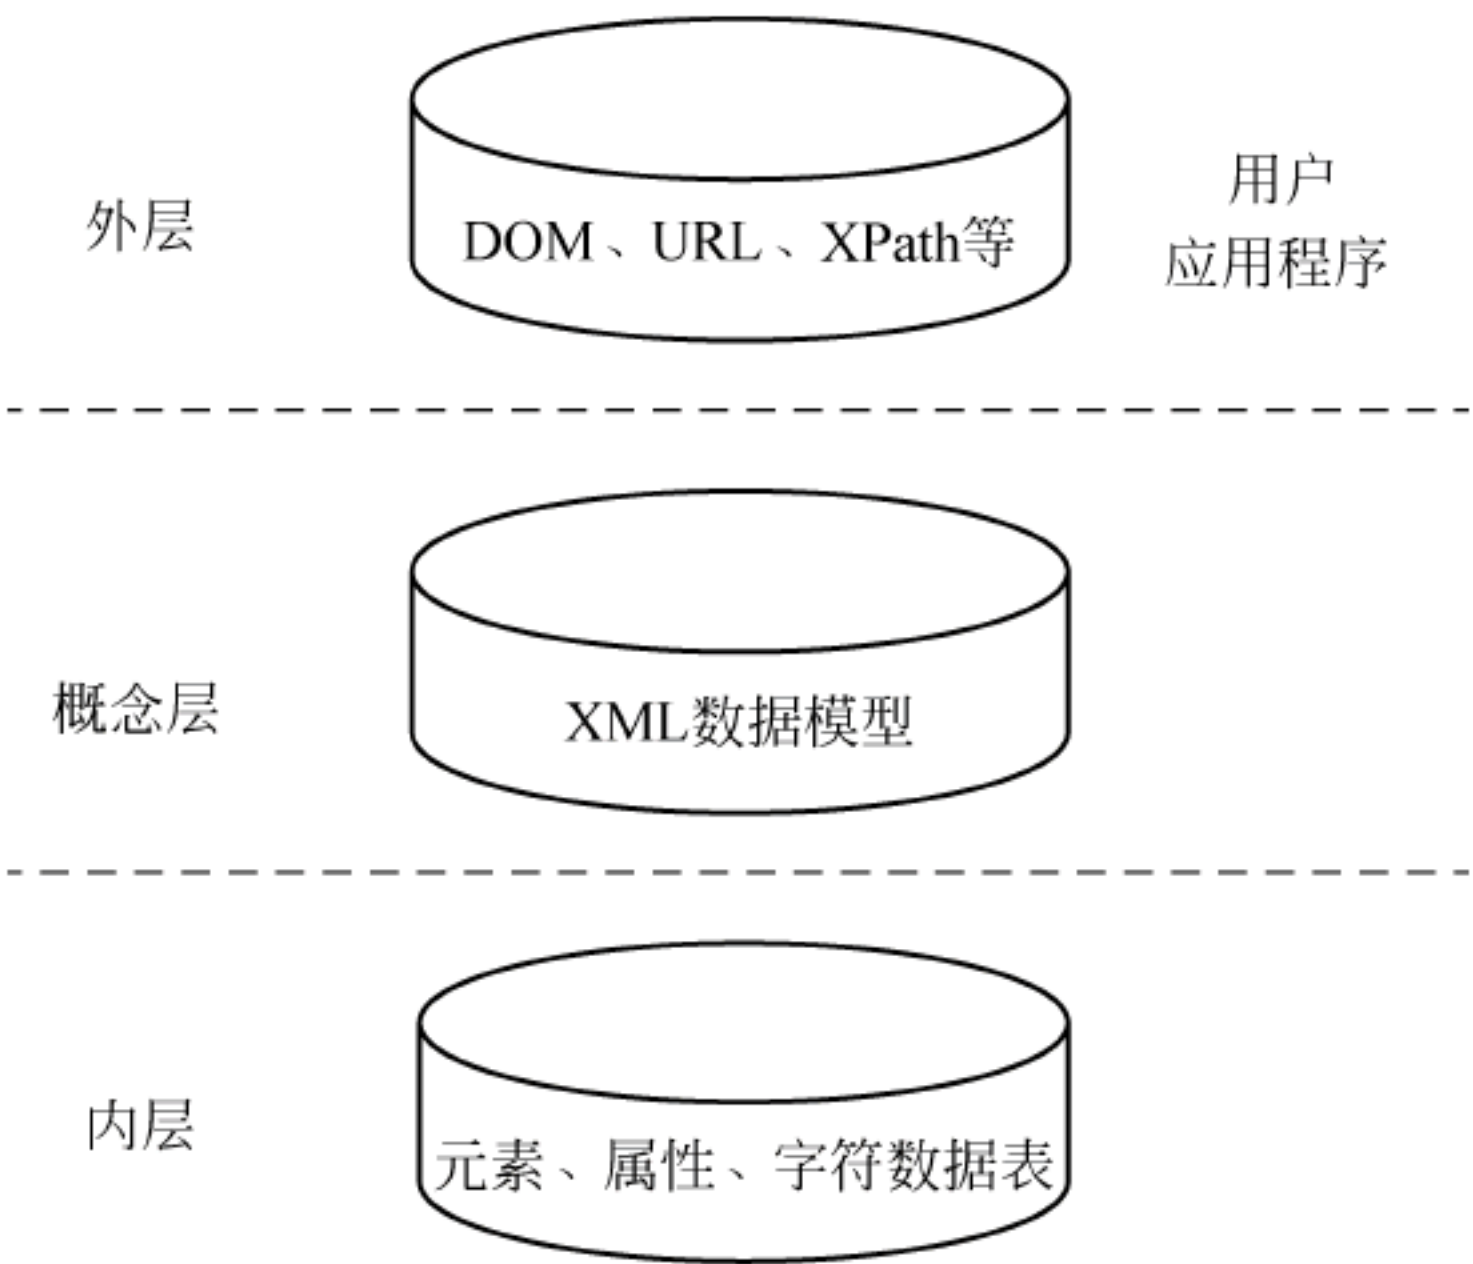 外层
DOM、URL、XPath等
用户
应用程序
概念层
XML数据模型
内层
元素、属性、字符数据表